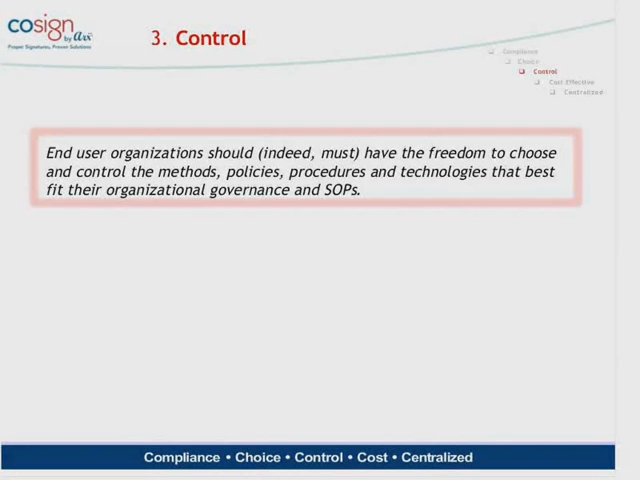 cosign
by arx
Proper Signatures, Proven Solutions
3. Control
Compliance
Choice
Control
Cost Effective
Centralized
End user organizations should (indeed, must) have the freedom to choose
and control the methods, policies, procedures and technologies that best
fit their organizational governance and SOPs.
Compliance • Choice • Control • Cost • Centralized